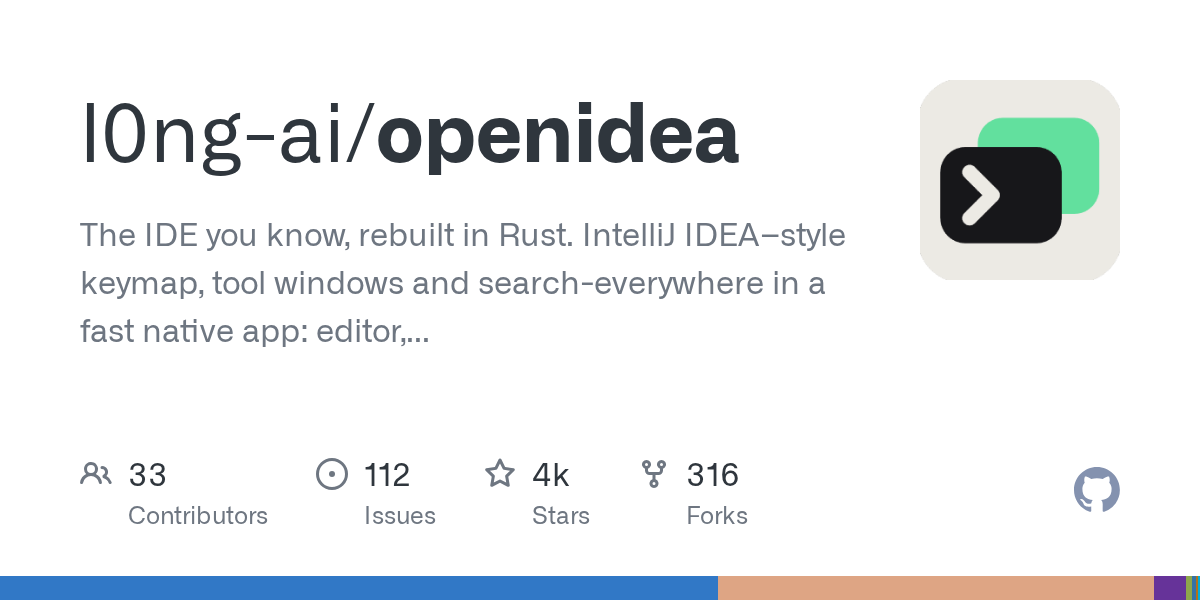 l0ng-ai/openidea
The IDE you know, rebuilt in Rust. IntelliJ IDEA–style
keymap, tool windows and search-everywhere in a
fast native app: editor,...
33 112 4k 316
Contributors Issues Stars Forks